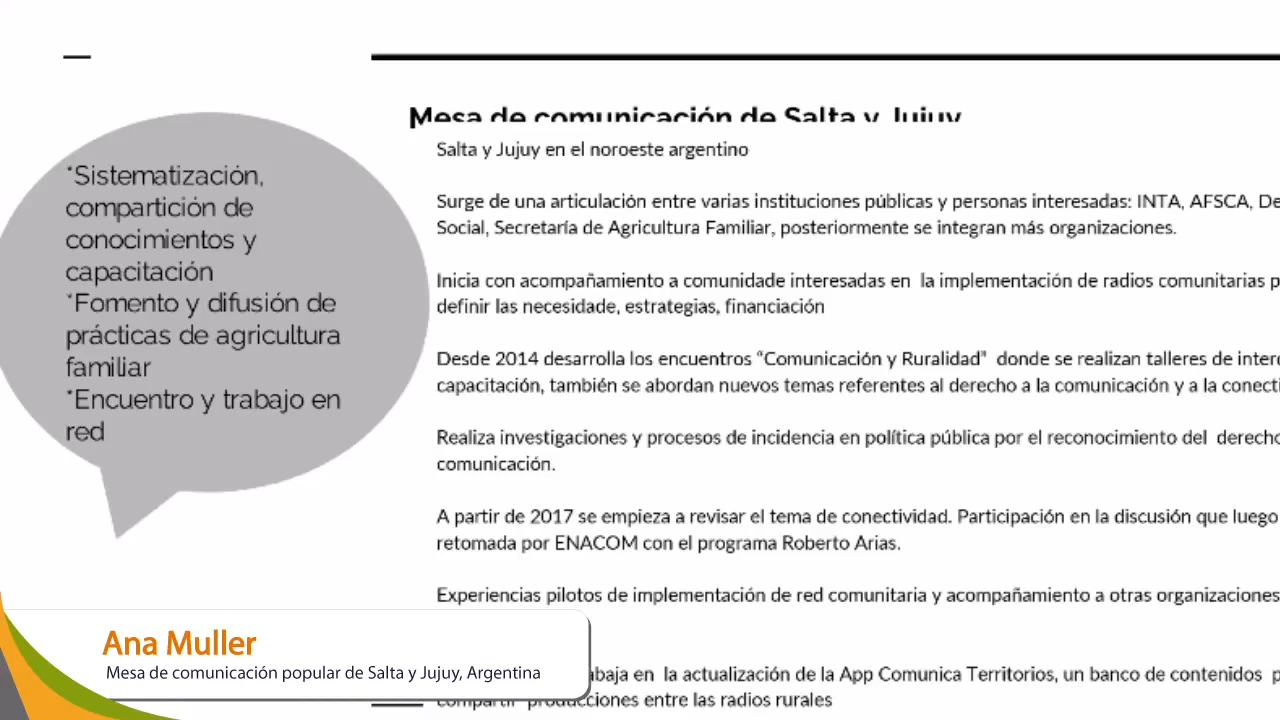 Mesa de comunicación de Salta y Jujuy
*Sistematización,
compartición de
conocimientos y
capacitación
*Fomento y difusión de
prácticas de agricultura
familiar
*Encuentro y trabajo en
red
Salta y Jujuy en el noroeste argentino
Surge de una articulación entre varias instituciones públicas y personas interesadas: INTA, AFSCA,
Social, Secretaría de Agricultura Familiar, posteriormente se integran más organizaciones.
Inicia con acompañamiento a comunidade interesadas en la implementación de radios comunitarias
definir las necesidade, estrategias, financiación
Desde 2014 desarrolla los encuentros “Comunicación y Ruralidad” donde se realizan talleres de
capacitación, también se abordan nuevos temas referentes al derecho a la comunicación y a la
Realiza investigaciones y procesos de incidencia en política pública por el reconocimiento del derecho
comunicación.
A partir de 2017 se empieza a revisar el tema de conectividad. Participación en la discusión que luego
retomada por ENACOM con el programa Roberto Arias.
Experiencias pilotos de implementación de red comunitaria y acompañamiento a otras organizaciones
en la actualización de la App Comunica Territorios, un banco de contenidos
compartir producciones entre las radios rurales
Ana Muller
Mesa de comunicación popular de Salta y Jujuy, Argentina